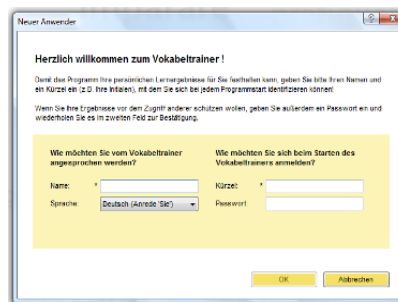 Neuer Anwender
Herzlich willkommen zum Vokabeltrainer !
Damit das Programm Ihre persönlichen Lernergebnisse für Sie festhalten kann, geben Sie bitte Ihren Namen und
ein Kürzel ein (z.B. Ihre Initialen), mit dem Sie sich bei jedem Programmstart identifizieren können!
Wenn Sie Ihre Ergebnisse vor dem Zugriff anderer schützen wollen, geben Sie außerdem ein Passwort ein und
wiederholen Sie es im zweiten Feld zur Bestätigung.
Wie möchten Sie vom Vokabeltrainer
angesprochen werden?
Name: *
Sprache: Deutsch (Anrede 'Sie')
Wie möchten Sie sich beim Starten des
Vokabeltrainers anmelden?
Kürzel: *
Passwort
OK
Abbrechen